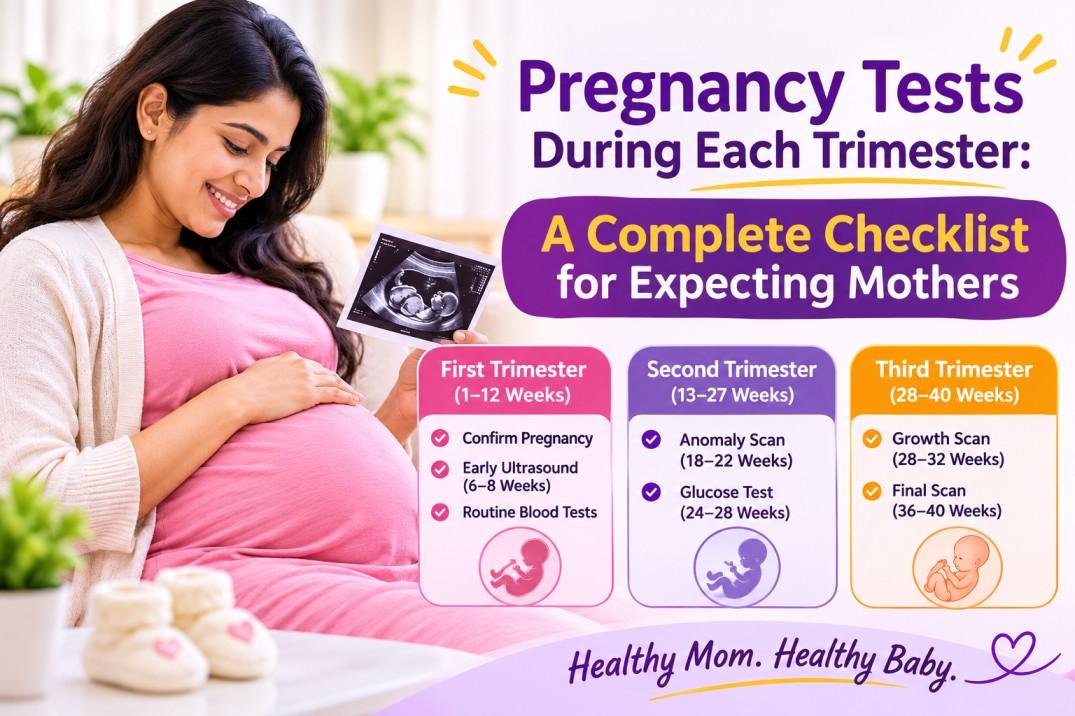 Pregnancy Tests
During Each Trimester:
A Complete Checklist
for Expecting Mothers
First Trimester
(1–12 Weeks)
Confirm Pregnancy
Early Ultrasound
(6–8 Weeks)
Routine Blood Tests
Second Trimester
(13–27 Weeks)
Anomaly Scan
(18–22 Weeks)
Glucose Test
(24–28 Weeks)
Third Trimester
(28–40 Weeks)
Growth Scan
(28–32 Weeks)
Final Scan
(36–40 Weeks)
Healthy Mom. Healthy Baby.